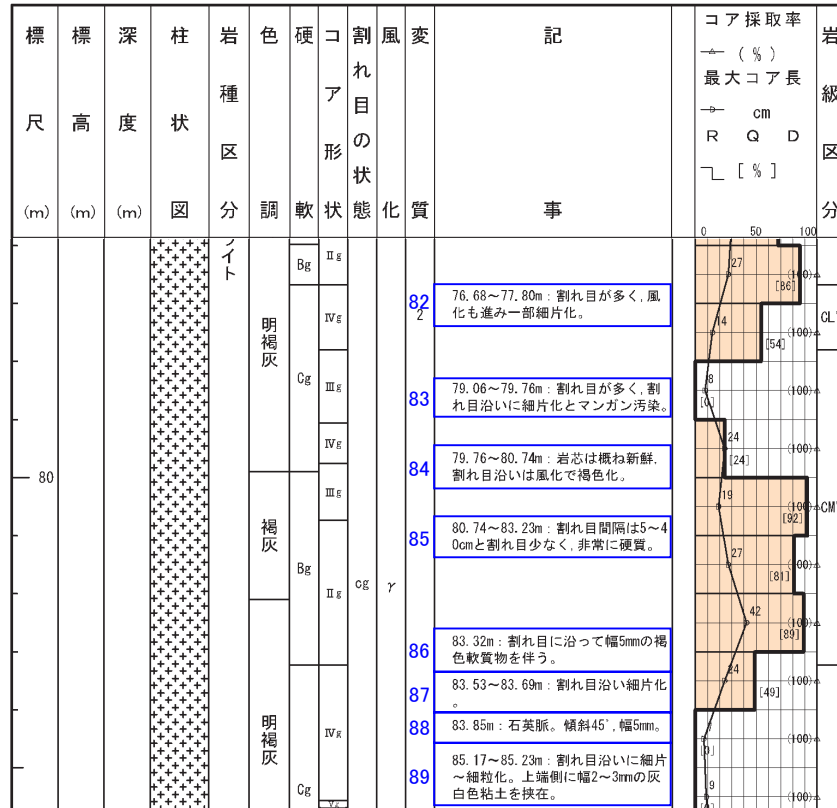 標尺(m)
標高(m)
深度(m)
柱状図
岩種区分
色調
硬軟
コア形状
割れ目の状態
風化
変質
記事
コア採取率
(%)
最大コア長
cm
R Q D
[%]
岩級区分
0 50 100
イト
Bg
Ⅱg
27
(100)
[86]
明褐灰
Ⅳg
82
2
76.68～77.80m：割れ目が多く,風
化も進み一部細片化。
14
(100)
[54]
CL
Cg
Ⅲg
83
79.06～79.76m：割れ目が多く,割
れ目沿いに細片化とマンガン汚染。
8
(100)
[0]
Ⅳg
24
[24]
(100)
80
84
79.76～80.74m：岩芯は概ね新鮮.
割れ目沿いは風化で褐色化。
褐灰
Ⅲg
19
(100)
[92]
CM
85
80.74～83.23m：割れ目間隔は5～4
0cmと割れ目少なく,非常に硬質。
Bg
Ⅱg
cg
γ
27
(100)
[81]
42
(100)
[89]
86
83.32m：割れ目に沿って幅5mmの褐
色軟質物を伴う。
明褐灰
24
(100)
[49]
87
83.53～83.69m：割れ目沿い細片化
。
88
83.85m：石英脈。傾斜45°,幅5mm。
Ⅳg
7
(100)
[0]
89
85.17～85.23m：割れ目沿いに細片
～細粒化。上端側に幅2～3mmの灰
白色粘土を挟在。
Cg
9
(100)